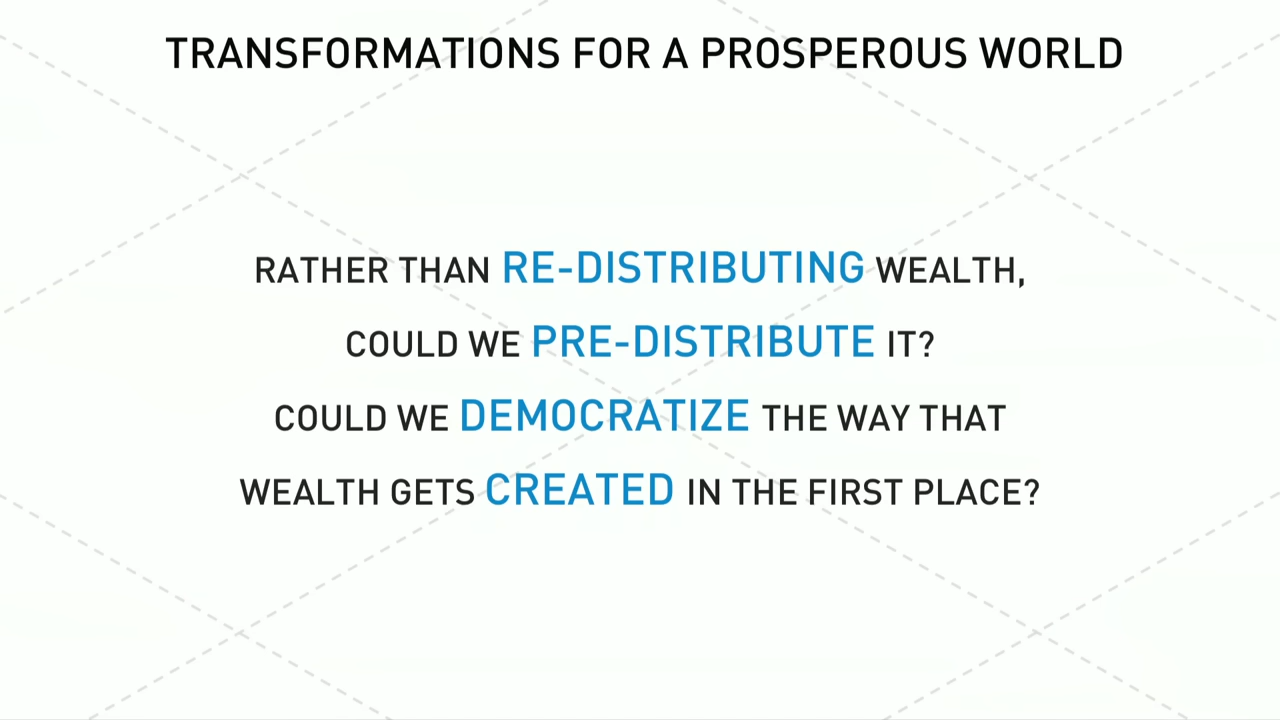 TRANSFORMATIONS FOR A PROSPEROUS WORLD
RATHER THAN RE-DISTRIBUTING WEALTH,
COULD WE PRE-DISTRIBUTE IT?
COULD WE DEMOCRATIZE THE WAY THAT
WEALTH GETS CREATED IN THE FIRST PLACE?